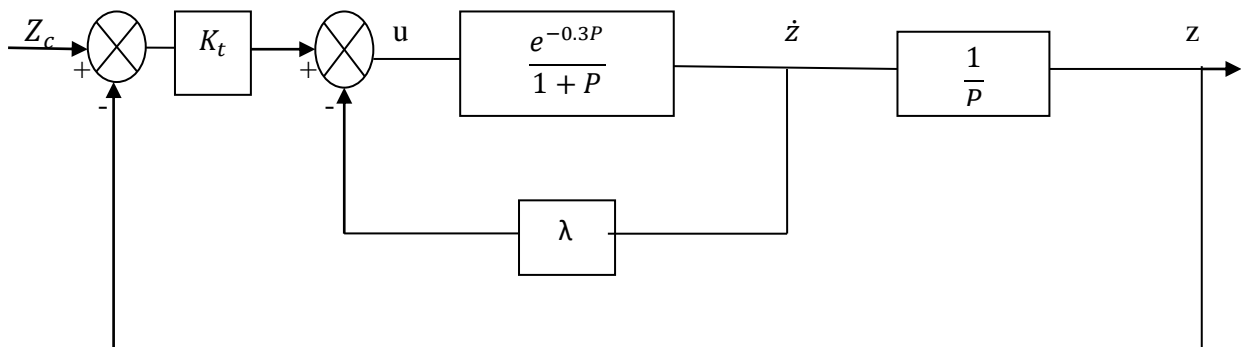 Z_c
K_t
u
e^{-0.3P}
1 + P
ż
1
P
z
+
-
+
-
λ